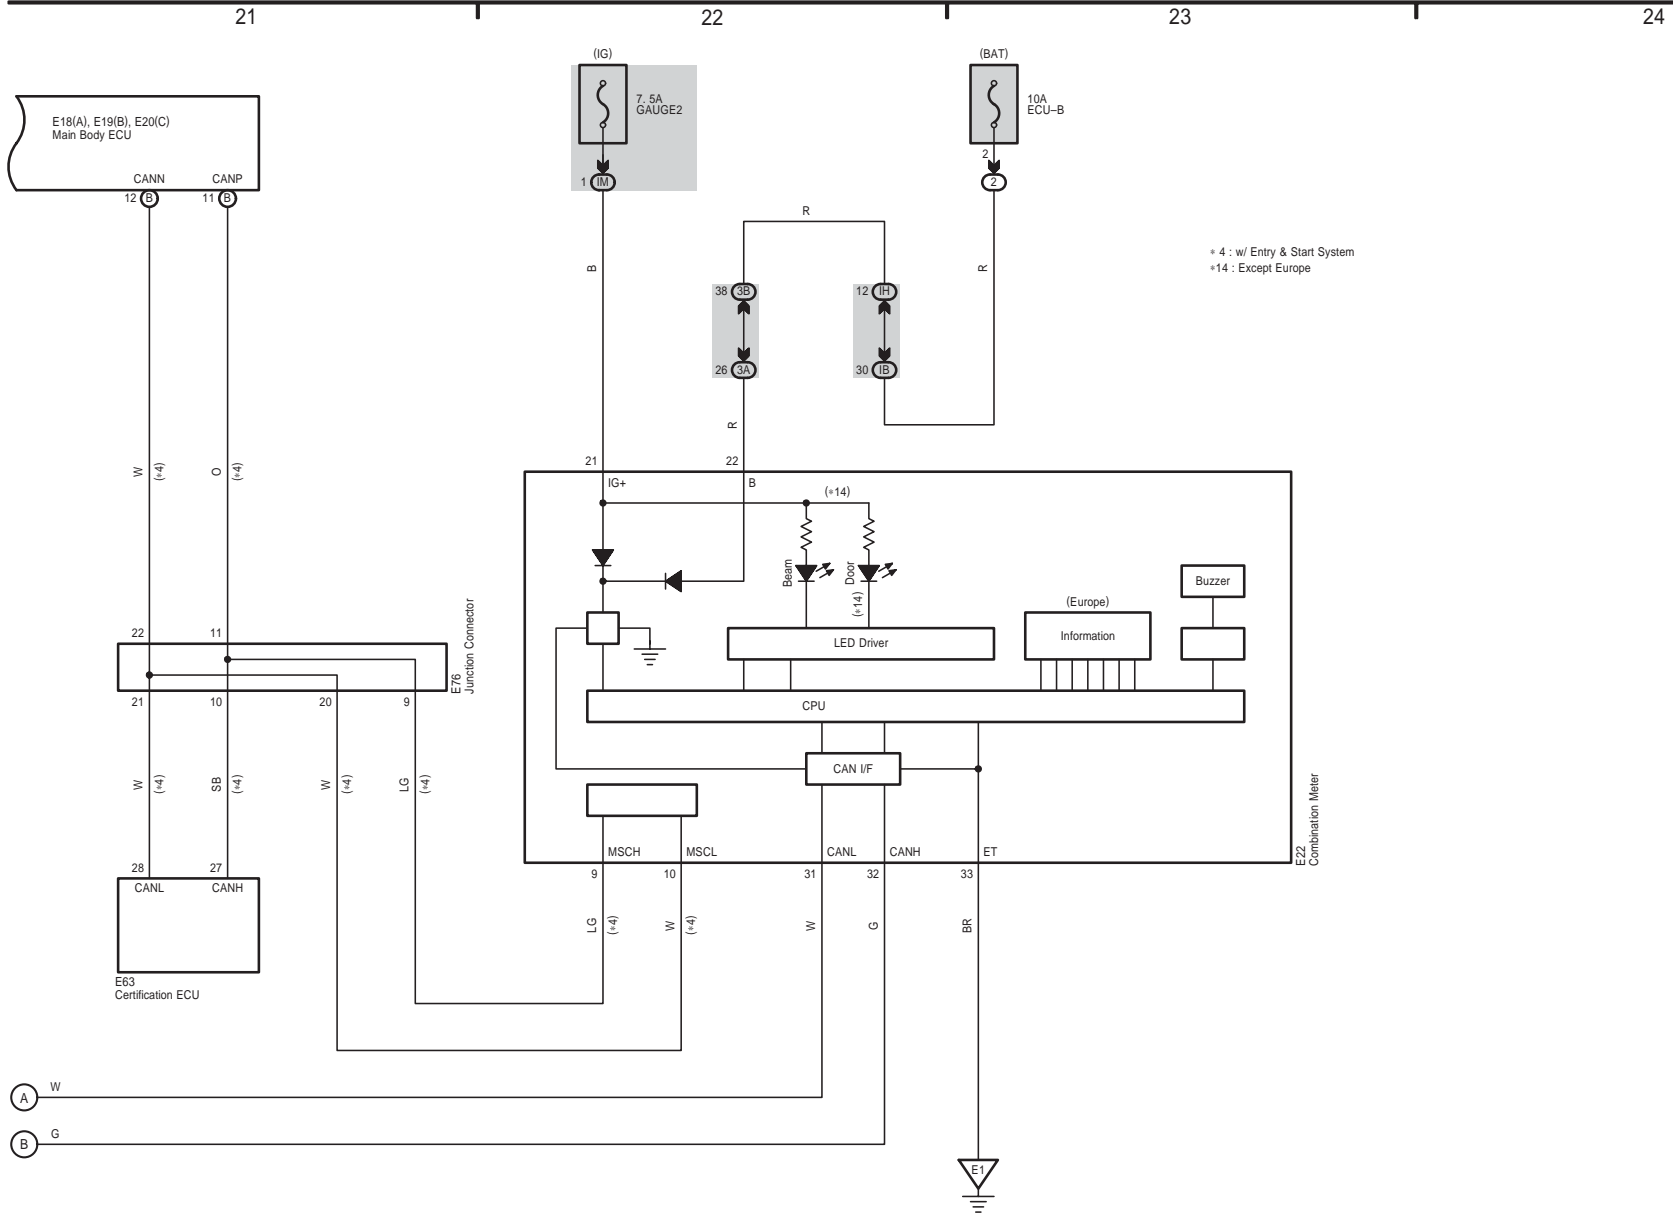 21
22
23
24
(IG)
(BAT)
7. 5A
GAUGE2
10A
ECU–B
E18(A), E19(B), E20(C)
Main Body ECU
CANN
CANP
12 B
11 B
1 IM
2
2
R
B
R
∗ 4 : w/ Entry & Start System
∗14 : Except Europe
38 3B
12 IH
26 3A
30 IB
R
W
(∗4)
O
(∗4)
21
22
IG+
B
(∗14)
Beam
Door
(∗14)
Buzzer
(Europe)
Information
LED Driver
CPU
CAN I/F
22
11
E76
Junction Connector
21
10
20
9
W
(∗4)
SB
(∗4)
W
(∗4)
LG
(∗4)
MSCH
MSCL
CANL
CANH
ET
E22
Combination Meter
9
10
31
32
33
28
27
CANL
CANH
E63
Certification ECU
LG
(∗4)
W
(∗4)
W
G
BR
A
W
B
G
E1